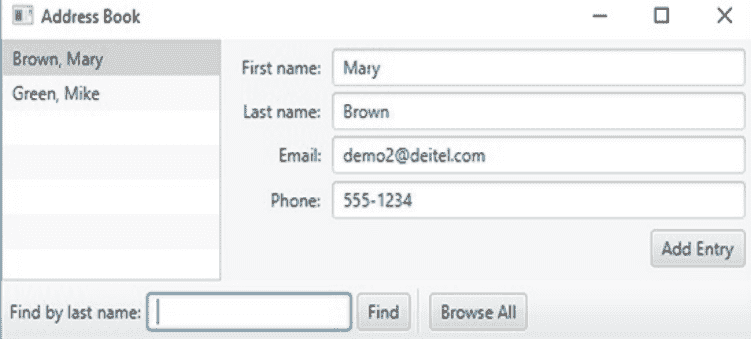 Address Book
Brown, Mary
Green, Mike
First name: Mary
Last name: Brown
Email: demo2@deitel.com
Phone: 555-1234
Add Entry
Find by last name: Find Browse All